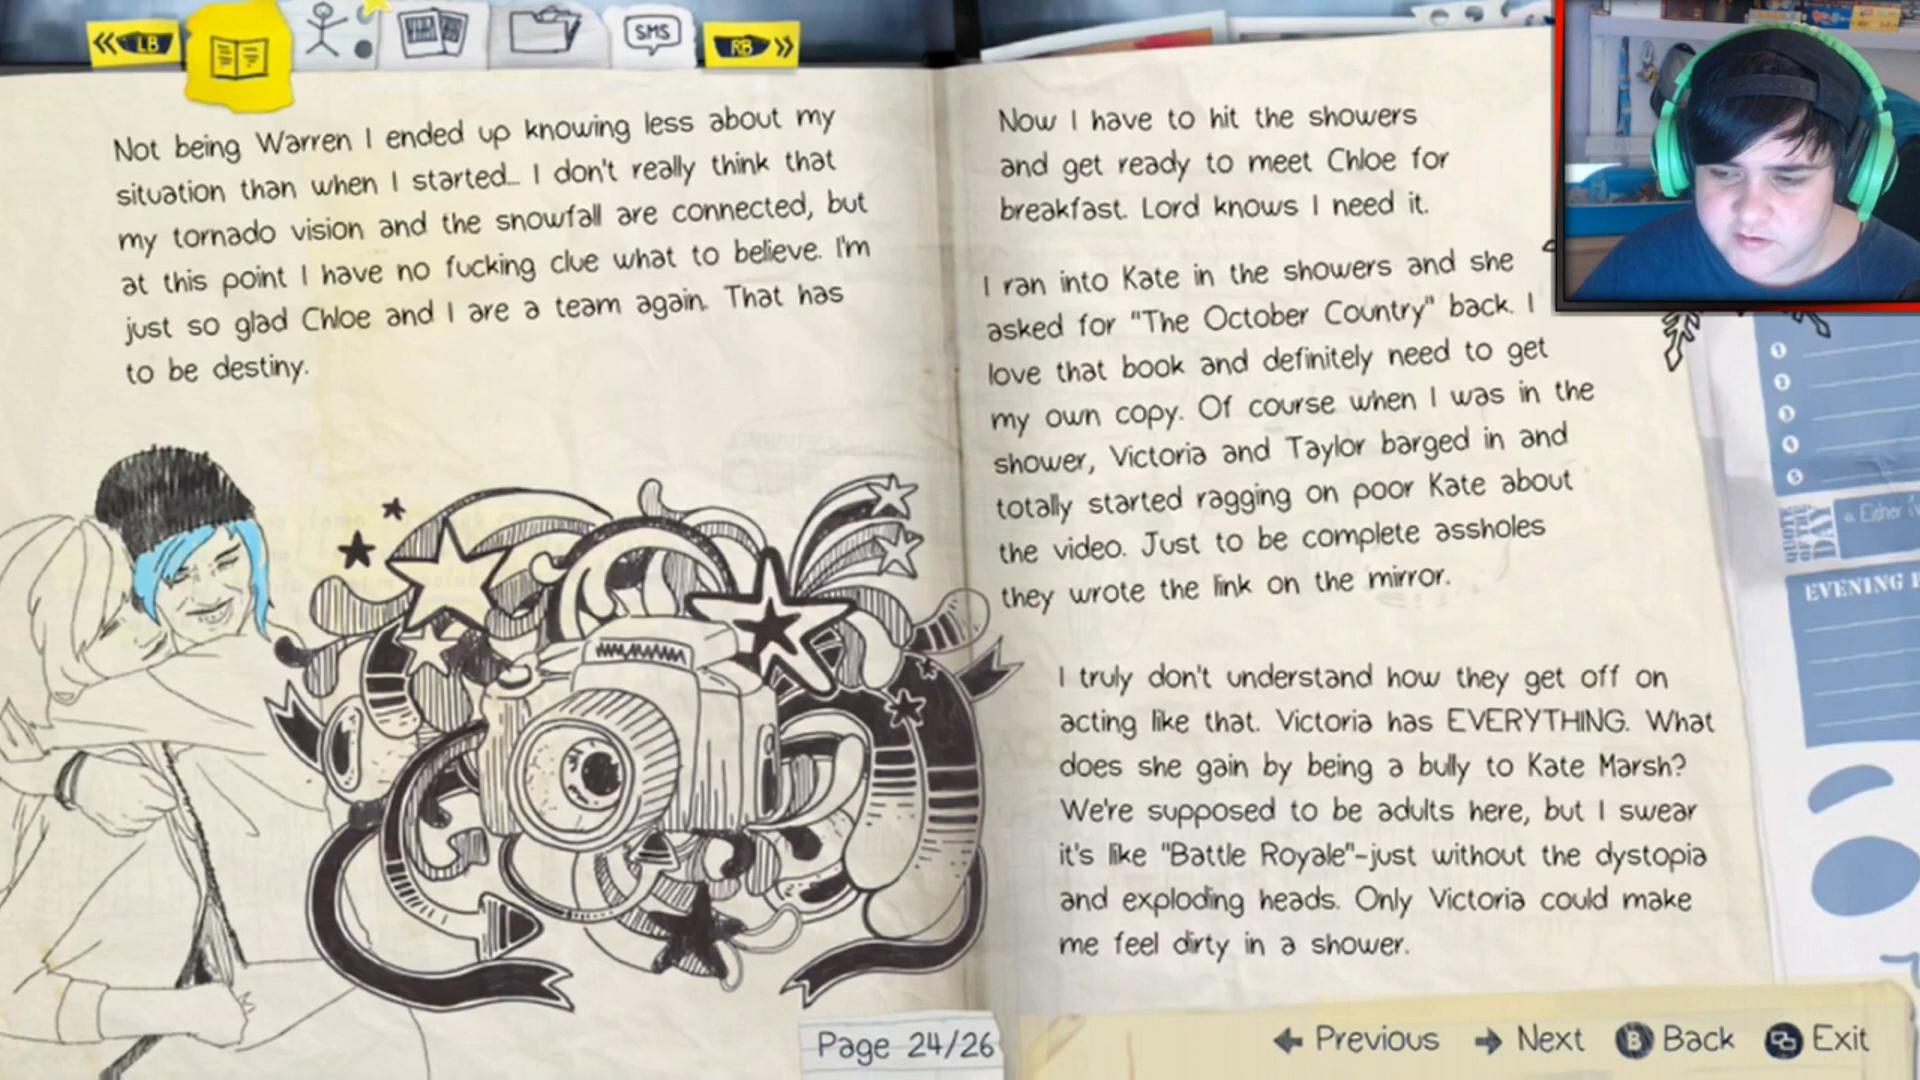 LB
SMS
RB
Not being Warren I ended up knowing less about my
situation than when I started... I don't really think that
my tornado vision and the snowfall are connected, but
at this point I have no fucking clue what to believe. I'm
just so glad Chloe and I are a team again. That has
to be destiny.
Now I have to hit the showers
and get ready to meet Chloe for
breakfast. Lord knows I need it.
I ran into Kate in the showers and she
asked for "The October Country" back. I
love that book and definitely need to get
my own copy. Of course when I was in the
shower, Victoria and Taylor barged in and
totally started ragging on poor Kate about
the video. Just to be complete assholes
they wrote the link on the mirror.
I truly don't understand how they get off on
acting like that. Victoria has EVERYTHING. What
does she gain by being a bully to Kate Marsh?
We're supposed to be adults here, but I swear
it's like "Battle Royale"-just without the dystopia
and exploding heads. Only Victoria could make
me feel dirty in a shower.
QUOTE
OF THE
DAY
« Either
EVENING
Page 24/26
Previous
Next
B Back
Exit